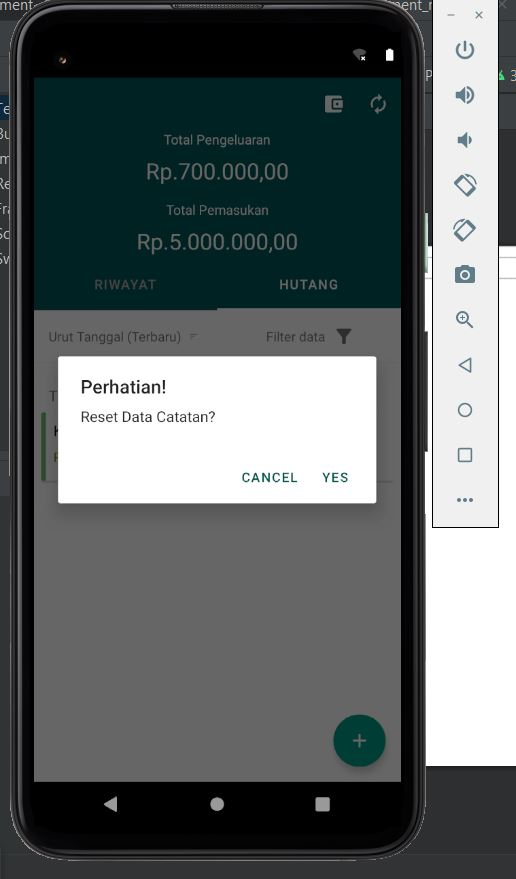 Total Pengeluaran
Rp.700.000,00
Total Pemasukan
Rp.5.000.000,00
RIWAYAT
HUTANG
Urut Tanggal (Terbaru)
Filter data
Perhatian!
Reset Data Catatan?
CANCEL
YES